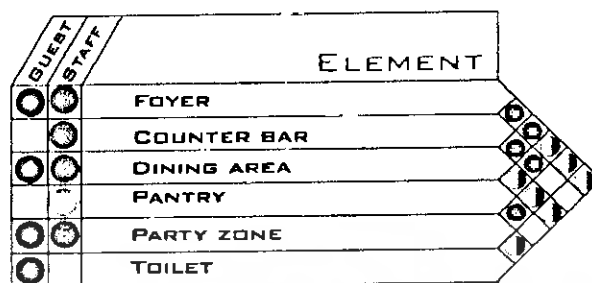 GUEST
STAFF
ELEMENT
FOYER
COUNTER BAR
DINING AREA
PANTRY
PARTY ZONE
TOILET